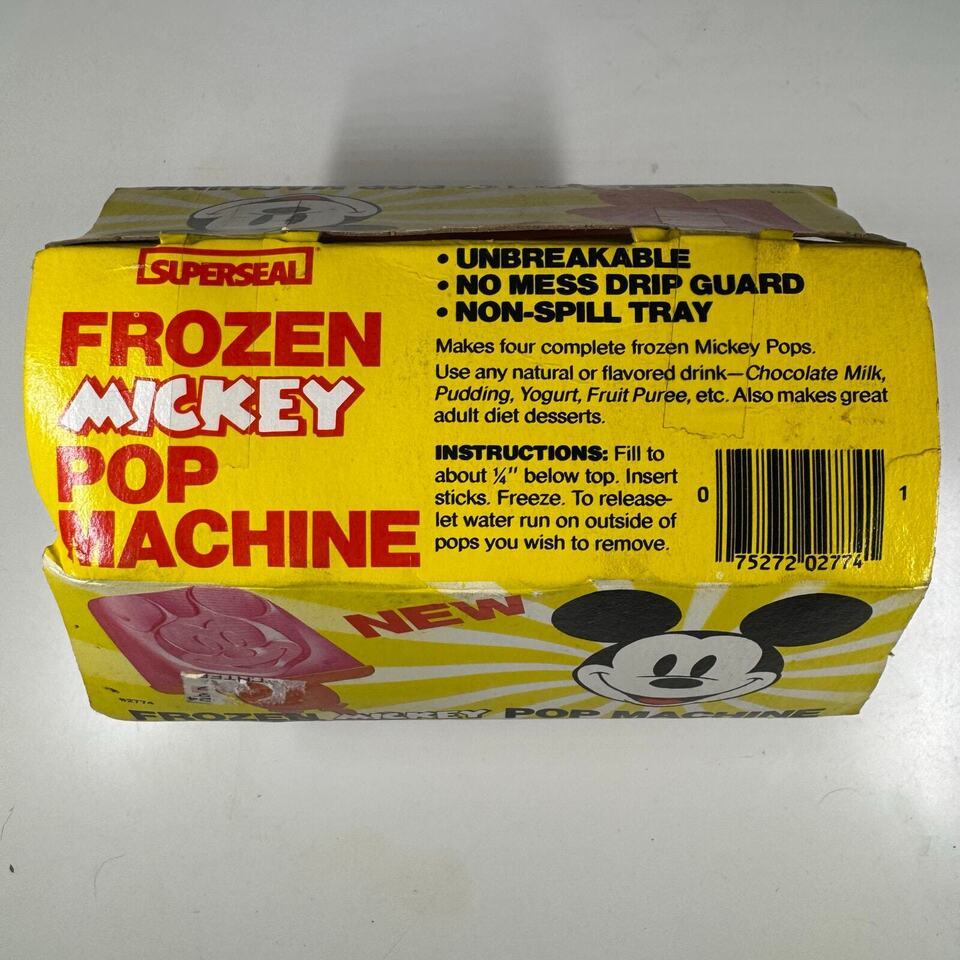 SUPERSEAL
FROZEN
MICKEY
POP
MACHINE
• UNBREAKABLE
• NO MESS DRIP GUARD
• NON-SPILL TRAY
Makes four complete frozen Mickey Pops.
Use any natural or flavored drink—Chocolate Milk,
Pudding, Yogurt, Fruit Puree, etc. Also makes great
adult diet desserts.
INSTRUCTIONS: Fill to
about ¼" below top. Insert
sticks. Freeze. To release-
let water run on outside of
pops you wish to remove.
0 75272 02774 1
NEW
FROZEN MICKEY POP MACHINE